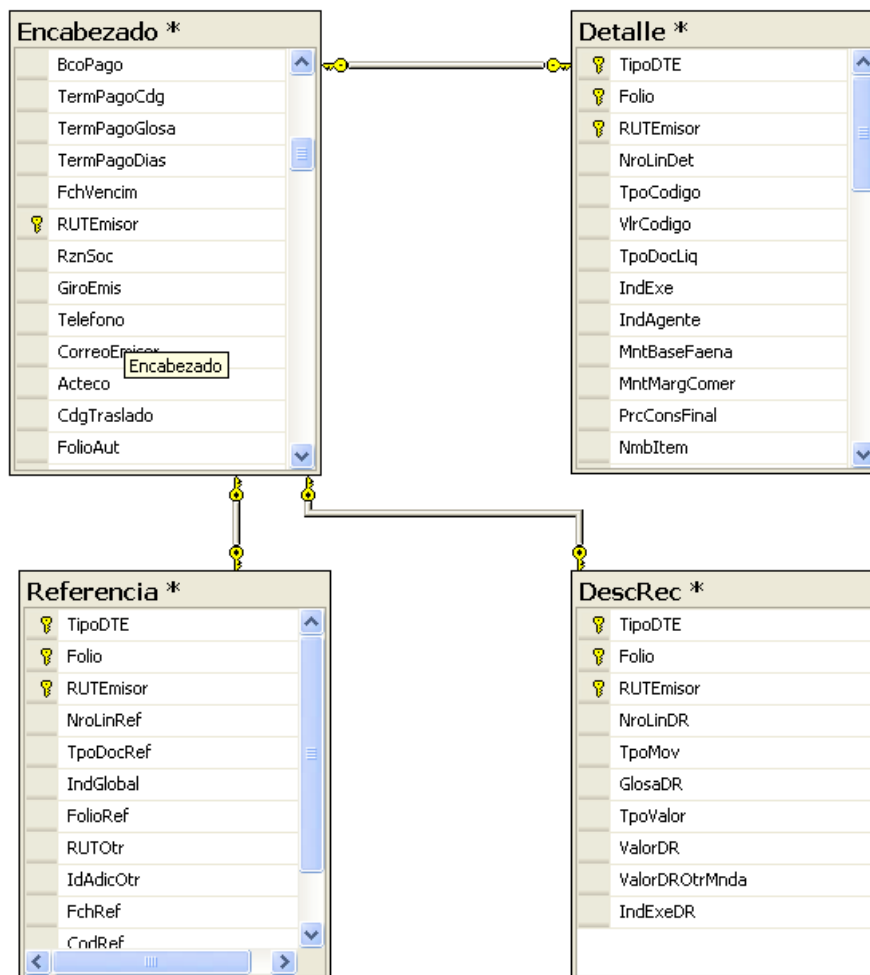 Encabezado *
BcoPago
TermPagoCdg
TermPagoGlosa
TermPagoDias
FchVencim
RUTEmisor
RznSoc
GiroEmis
Telefono
CorreoEmisor
Encabezado
Acteco
CdgTraslado
FolioAut
Detalle *
TipoDTE
Folio
RUTEmisor
NroLinDet
TpoCodigo
VlrCodigo
TpoDocLiq
IndExe
IndAgente
MntBaseFaena
MntMargComer
PrcConsFinal
NmbItem
Referencia *
TipoDTE
Folio
RUTEmisor
NroLinRef
TpoDocRef
IndGlobal
FolioRef
RUTOtr
IdAdicOtr
FchRef
CodRef
DescRec *
TipoDTE
Folio
RUTEmisor
NroLinDR
TpoMov
GlosaDR
TpoValor
ValorDR
ValorDROtrMnda
IndExeDR